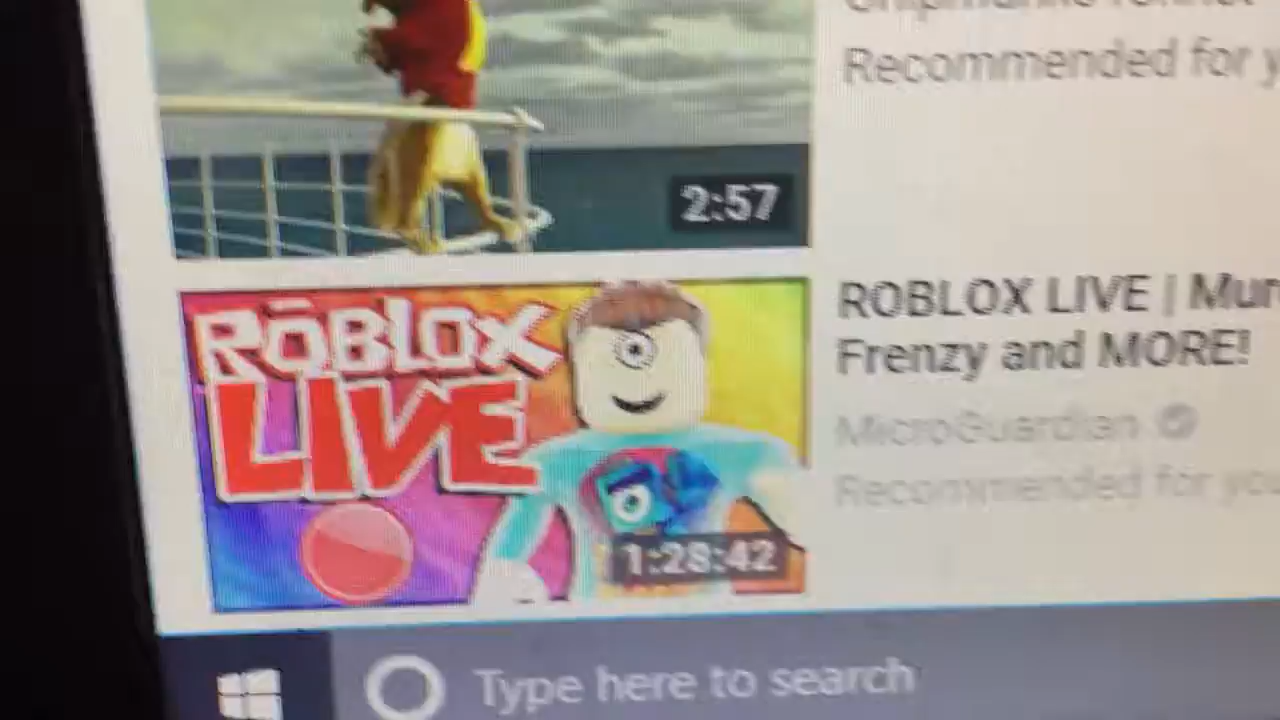 Recommended for y
2:57
ROBLOX
LIVE
1:28:42
ROBLOX LIVE | Mur
Frenzy and MORE!
MicroGuardian
Recommended for you
Type here to search